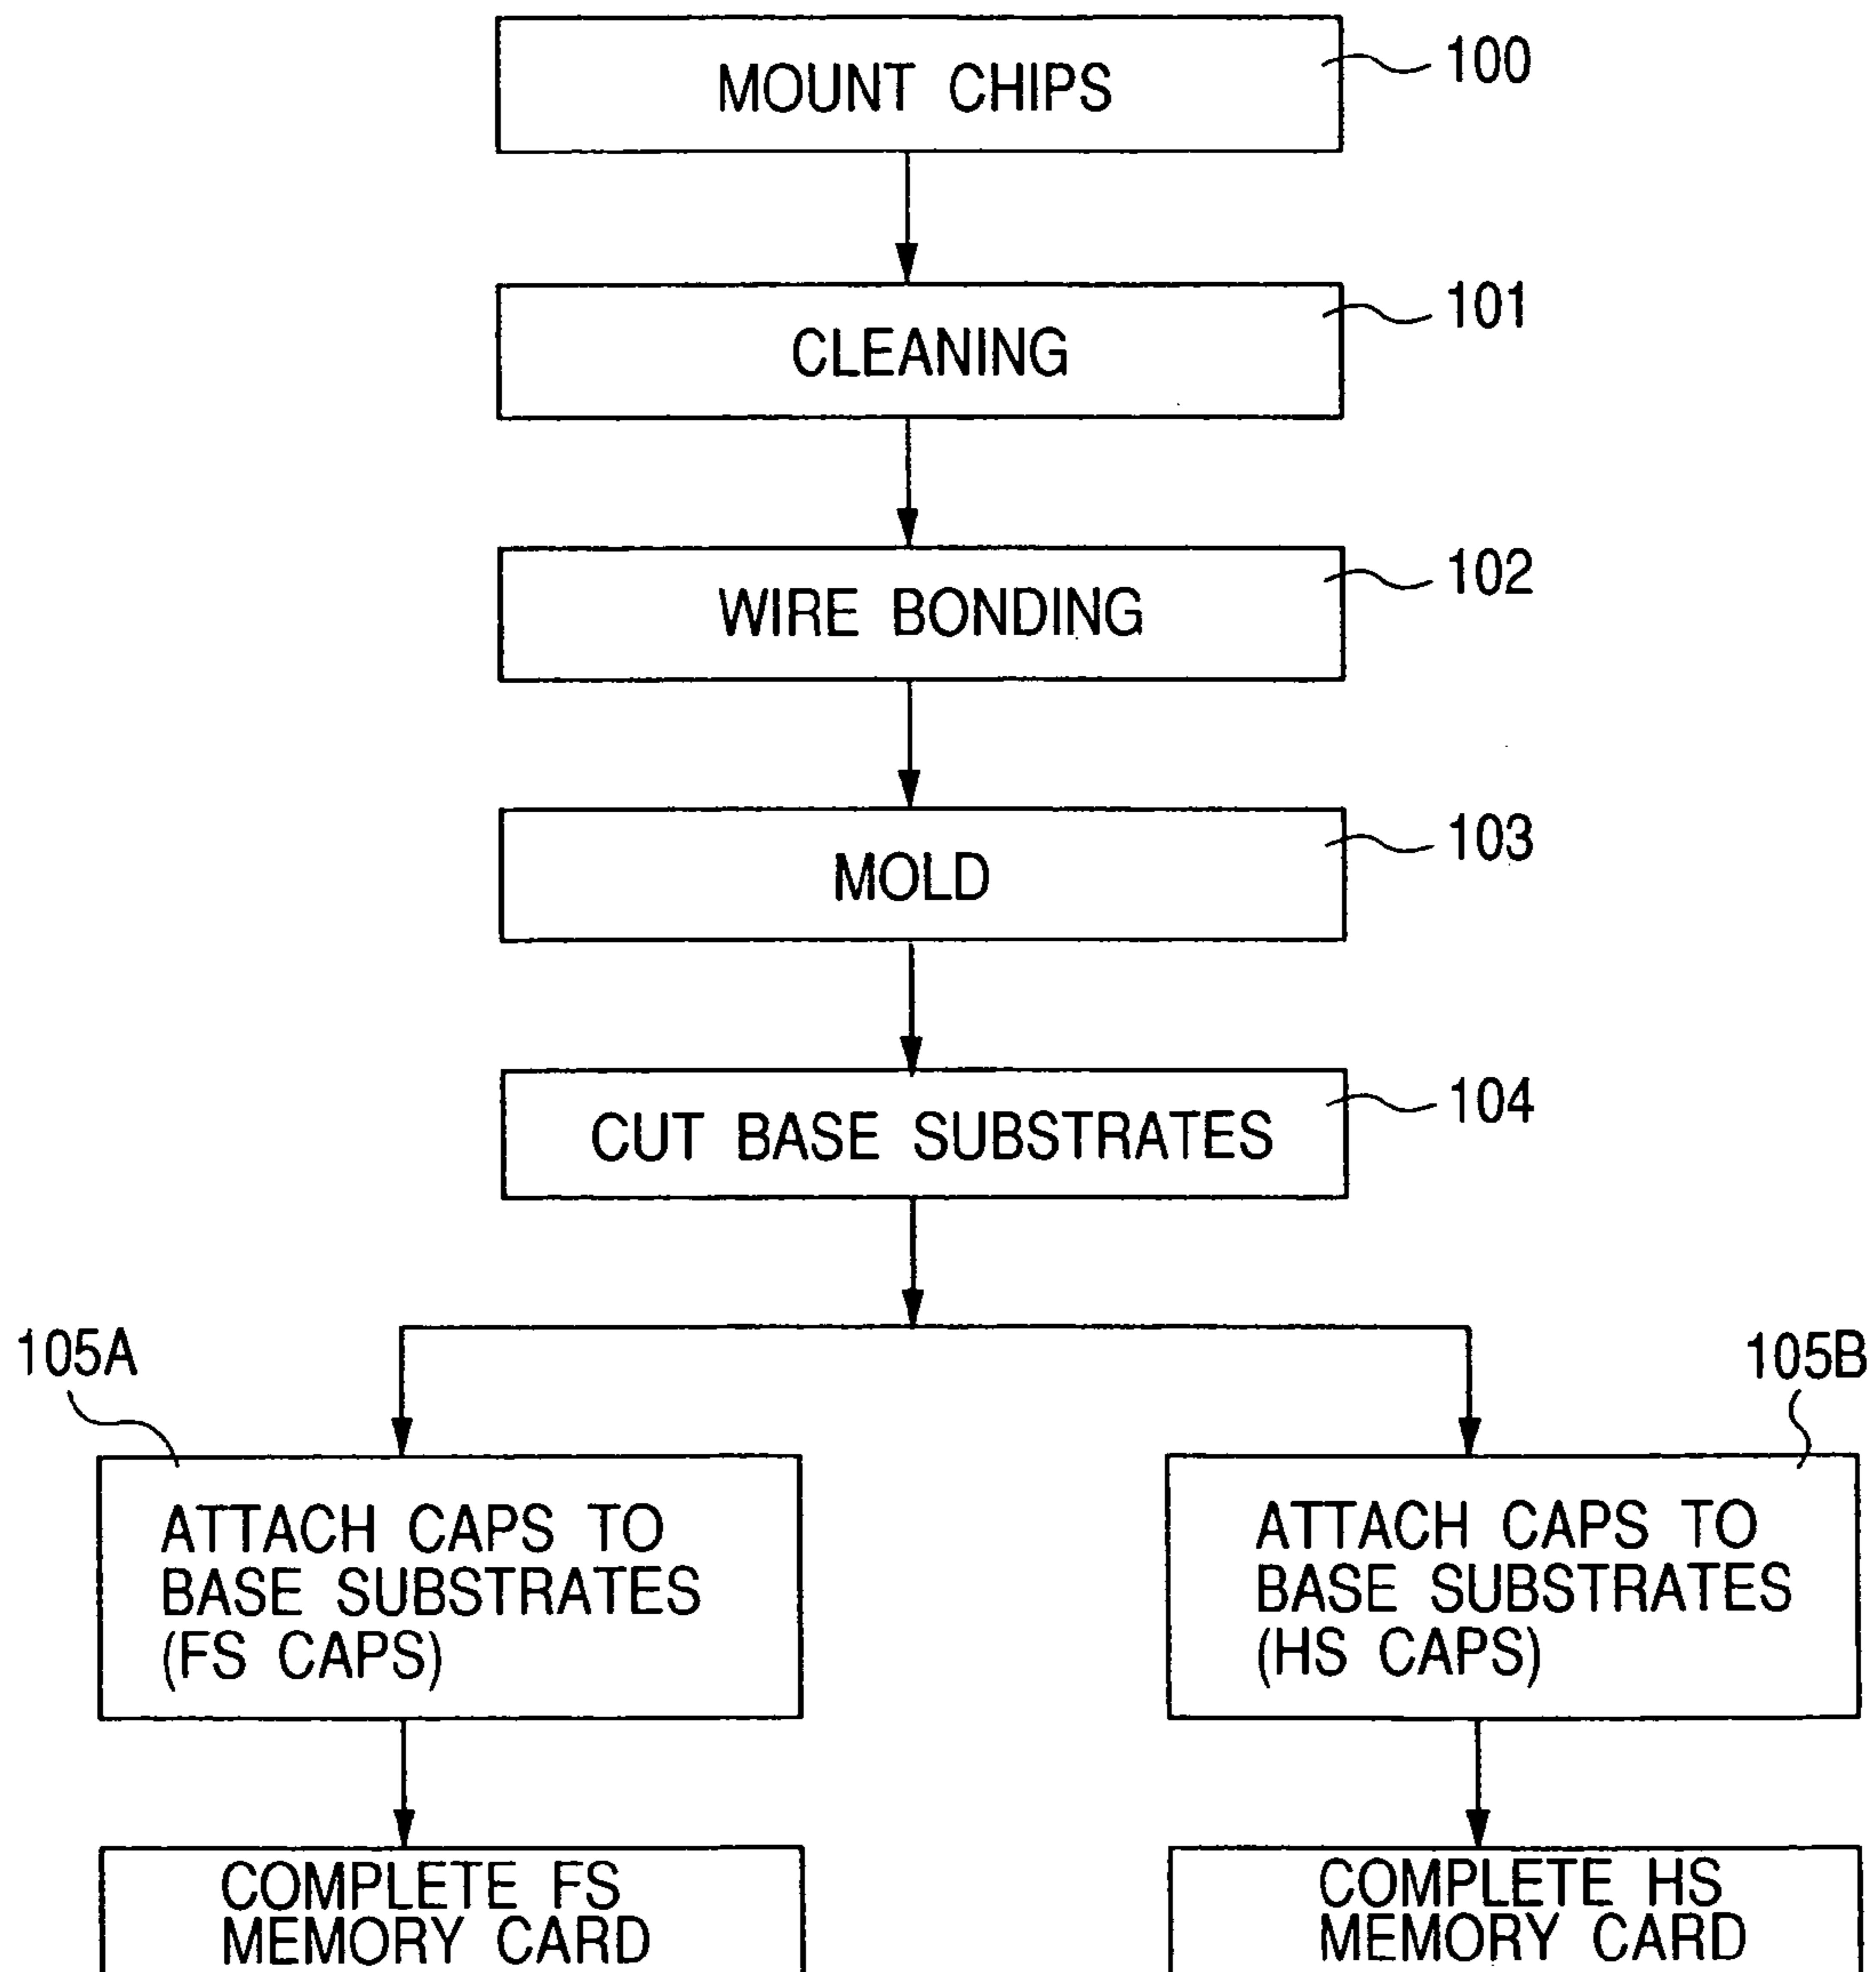 MOUNT CHIPS
100
CLEANING
101
WIRE BONDING
102
MOLD
103
CUT BASE SUBSTRATES
104
105A
105B
ATTACH CAPS TO
BASE SUBSTRATES
(FS CAPS)
ATTACH CAPS TO
BASE SUBSTRATES
(HS CAPS)
COMPLETE FS
MEMORY CARD
COMPLETE HS
MEMORY CARD